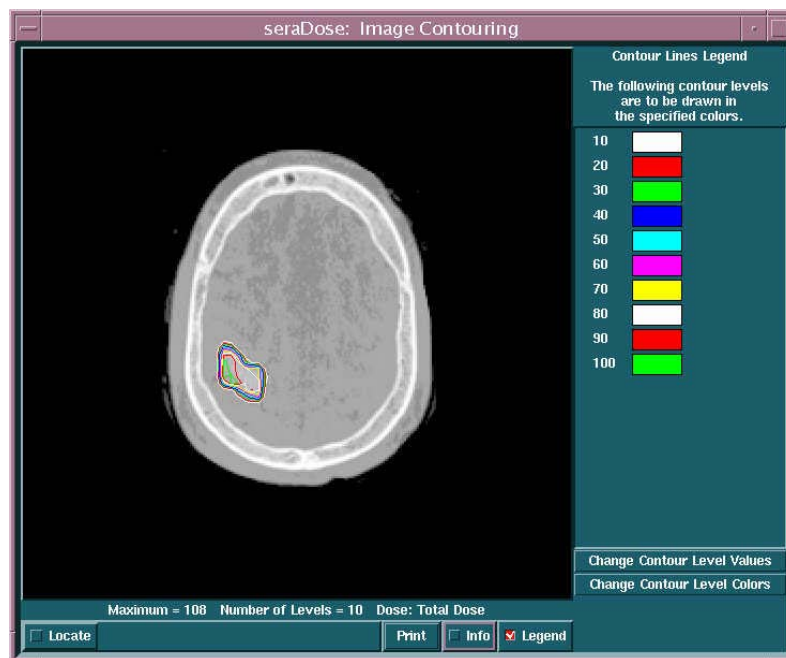 seraDose: Image Contouring
Contour Lines Legend
The following contour levels
are to be drawn in
the specified colors.
10
20
30
40
50
60
70
80
90
100
Change Contour Level Values
Change Contour Level Colors
Maximum = 108 Number of Levels = 10 Dose: Total Dose
Locate Print Info Legend